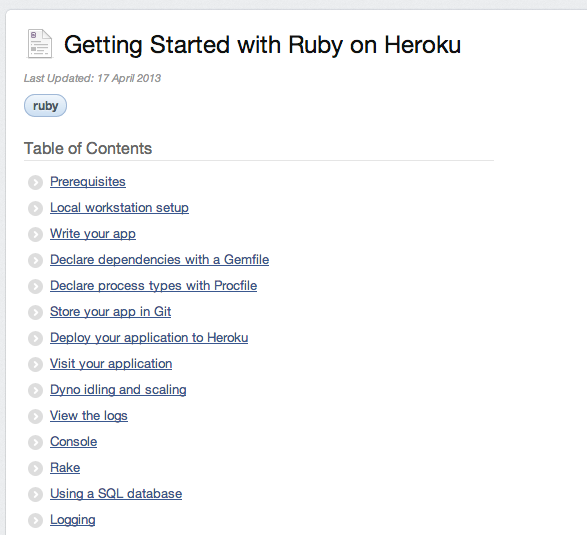 Getting Started with Ruby on Heroku
Last Updated: 17 April 2013
ruby
Table of Contents
Prerequisites
Local workstation setup
Write your app
Declare dependencies with a Gemfile
Declare process types with Procfile
Store your app in Git
Deploy your application to Heroku
Visit your application
Dyno idling and scaling
View the logs
Console
Rake
Using a SQL database
Logging